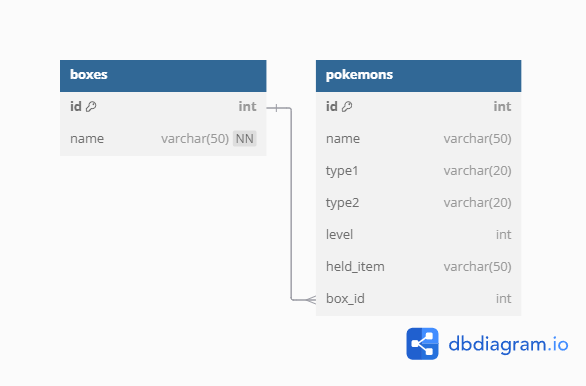 boxes
id int
name varchar(50) NN
pokemons
id int
name varchar(50)
type1 varchar(20)
type2 varchar(20)
level int
held_item varchar(50)
box_id int
dbdiagram.io